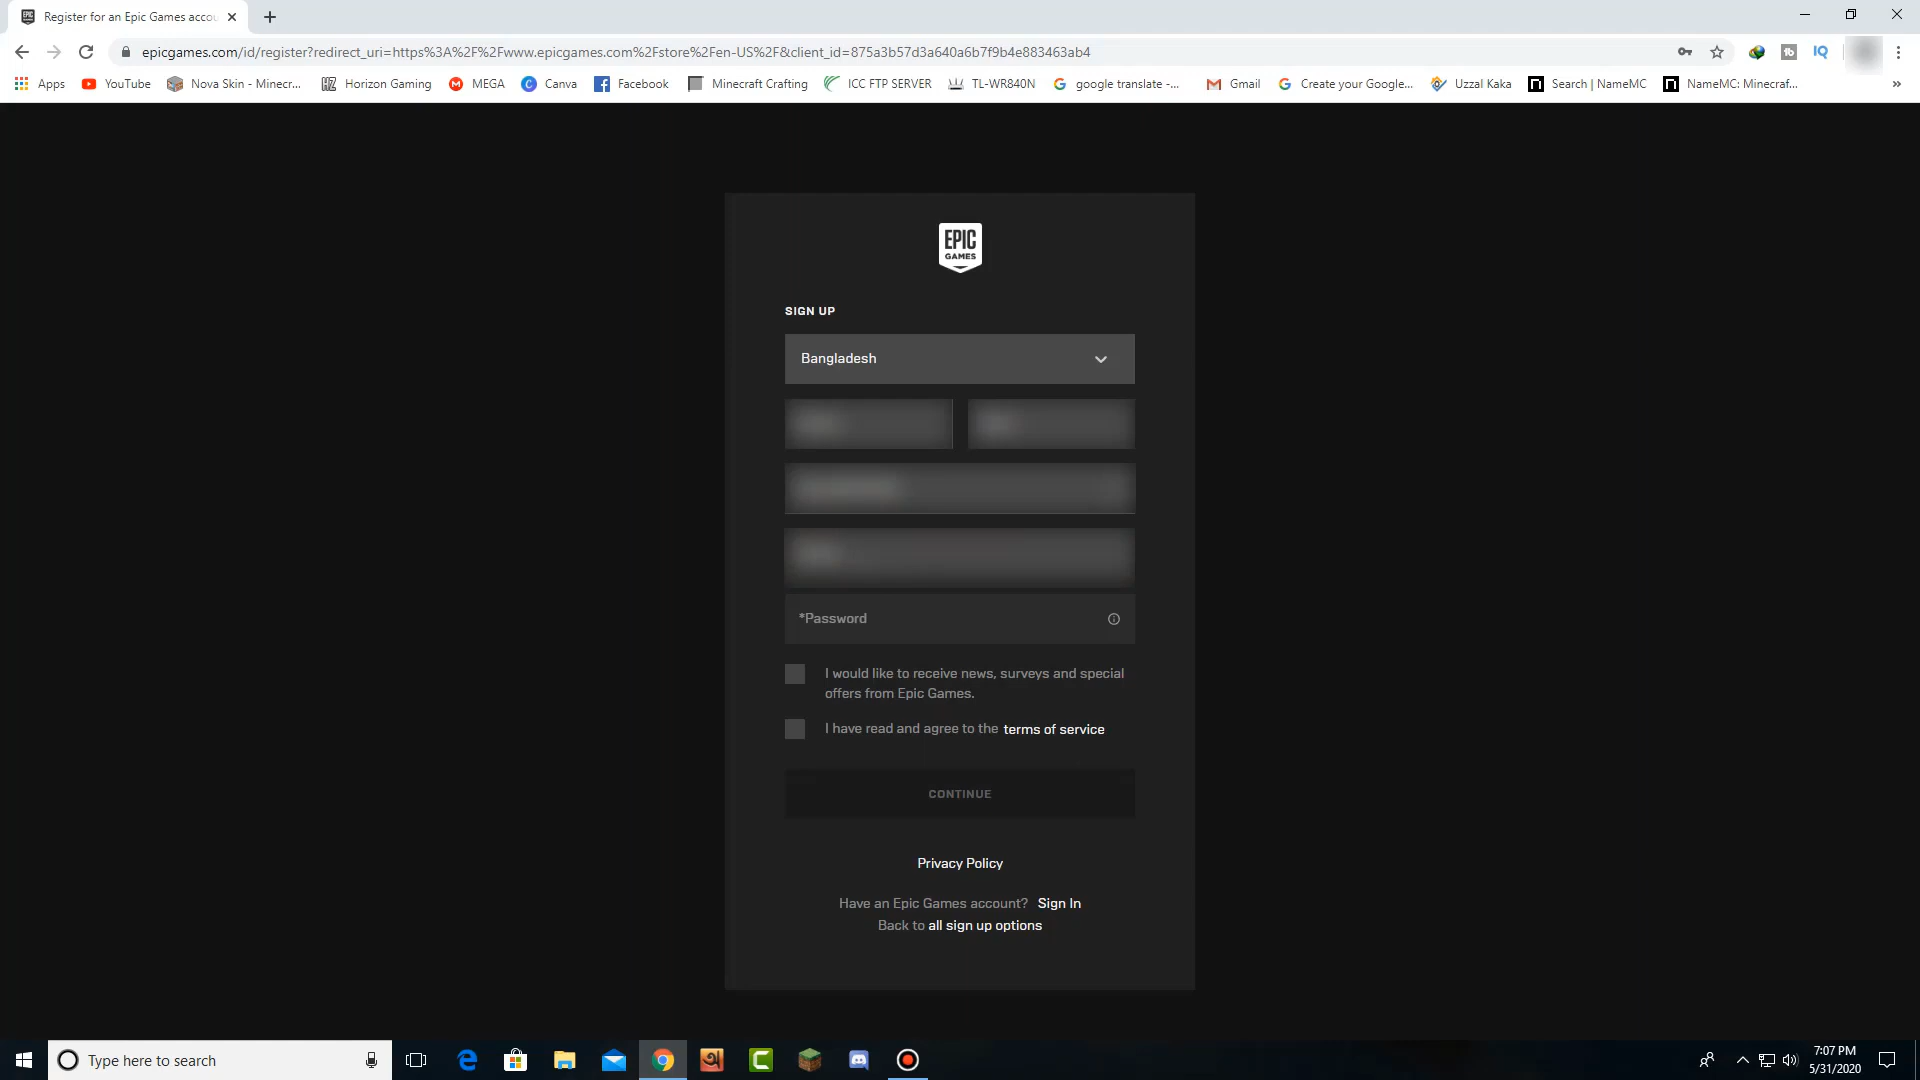 Register for an Epic Games accou
epicgames.com/id/register?redirect_uri=https%3A%2F%2Fwww.epicgames.com%2Fstore%2Fen-US%2F&client_id=875a3b57d3a640a6b7f9b4e883463ab4
Apps YouTube Nova Skin - Minecr... Horizon Gaming MEGA Canva Facebook Minecraft Crafting ICC FTP SERVER TL-WR840N google translate -... Gmail Create your Google... Uzzal Kaka Search | NameMC NameMC: Minecraf...
EPIC
GAMES
SIGN UP
Bangladesh
*Password
I would like to receive news, surveys and special
offers from Epic Games.
I have read and agree to the terms of service
CONTINUE
Privacy Policy
Have an Epic Games account? Sign In
Back to all sign up options
Type here to search
7:07 PM
5/31/2020